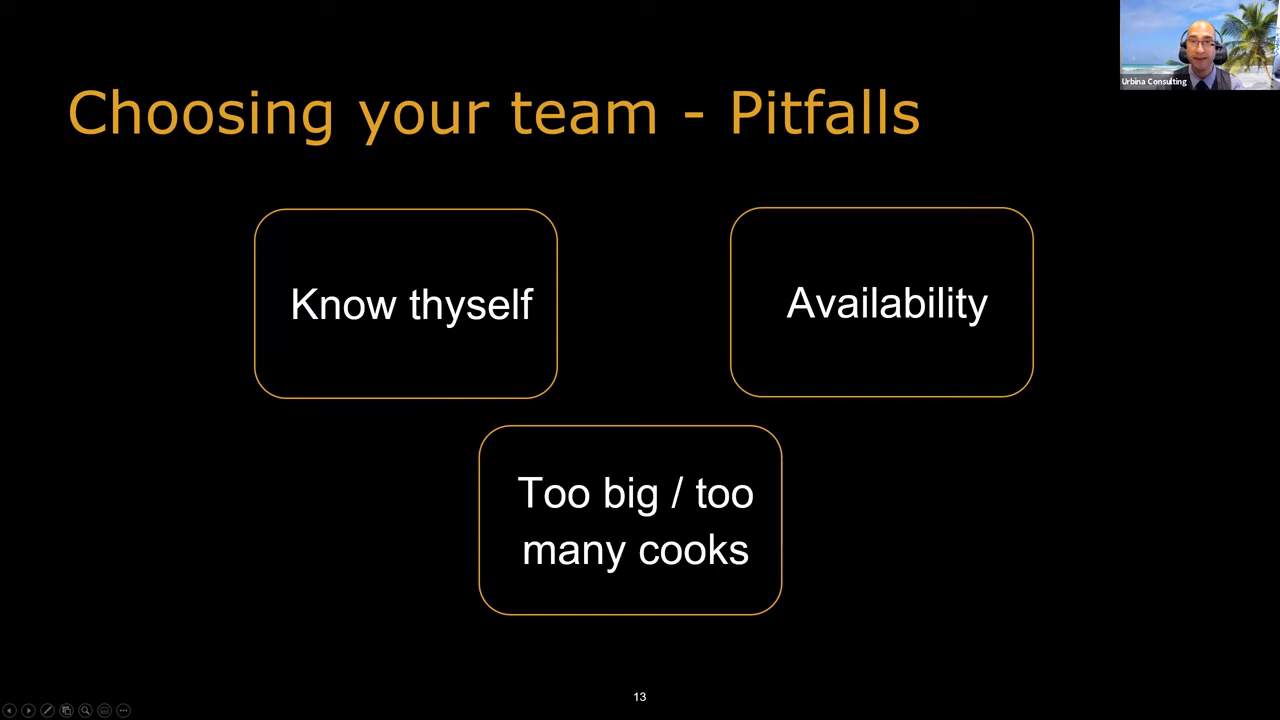 Urbina Consulting
Choosing your team - Pitfalls
Know thyself
Availability
Too big / too
many cooks
13